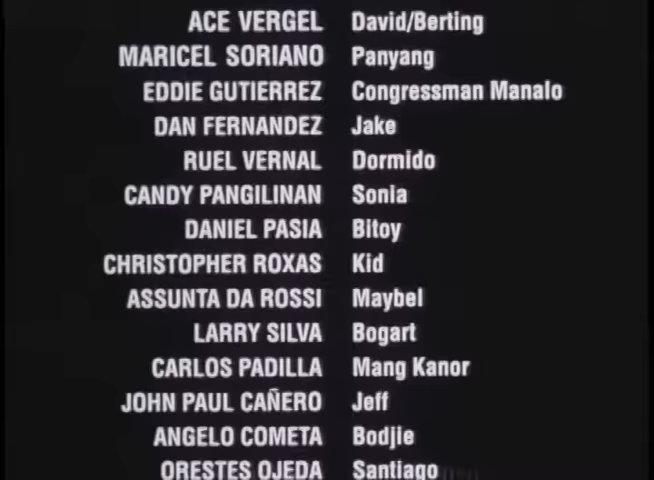 ACE VERGEL David/Berting
MARICEL SORIANO Panyang
EDDIE GUTIERREZ Congressman Manalo
DAN FERNANDEZ Jake
RUEL VERNAL Dormido
CANDY PANGILINAN Sonia
DANIEL PASIA Bitoy
CHRISTOPHER ROXAS Kid
ASSUNTA DA ROSSI Maybel
LARRY SILVA Bogart
CARLOS PADILLA Mang Kanor
JOHN PAUL CAÑERO Jeff
ANGELO COMETA Bodjie
ORESTES OJEDA Santiago